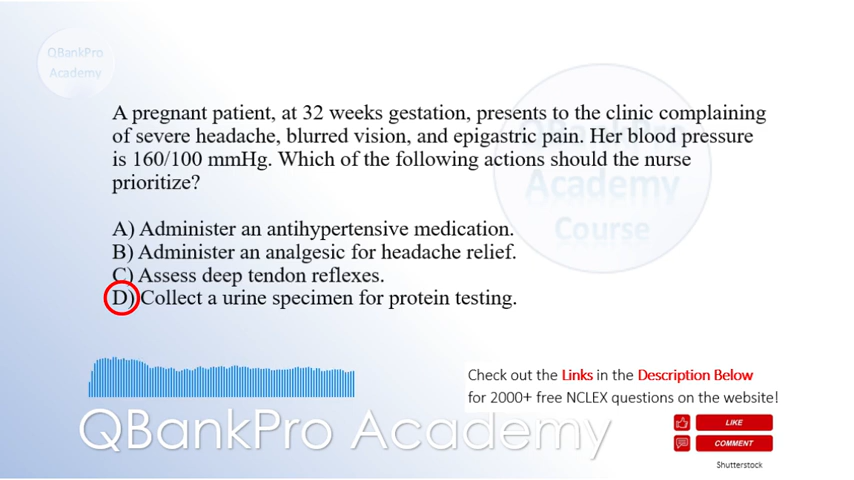 QBankPro
Academy
A pregnant patient, at 32 weeks gestation, presents to the clinic complaining
of severe headache, blurred vision, and epigastric pain. Her blood pressure
is 160/100 mmHg. Which of the following actions should the nurse
prioritize?
QBankPro
Academy
Course
A) Administer an antihypertensive medication.
B) Administer an analgesic for headache relief.
C) Assess deep tendon reflexes.
D) Collect a urine specimen for protein testing.
Check out the Links in the Description Below
for 2000+ free NCLEX questions on the website!
QBankPro Academy
LIKE
COMMENT
Shutterstock